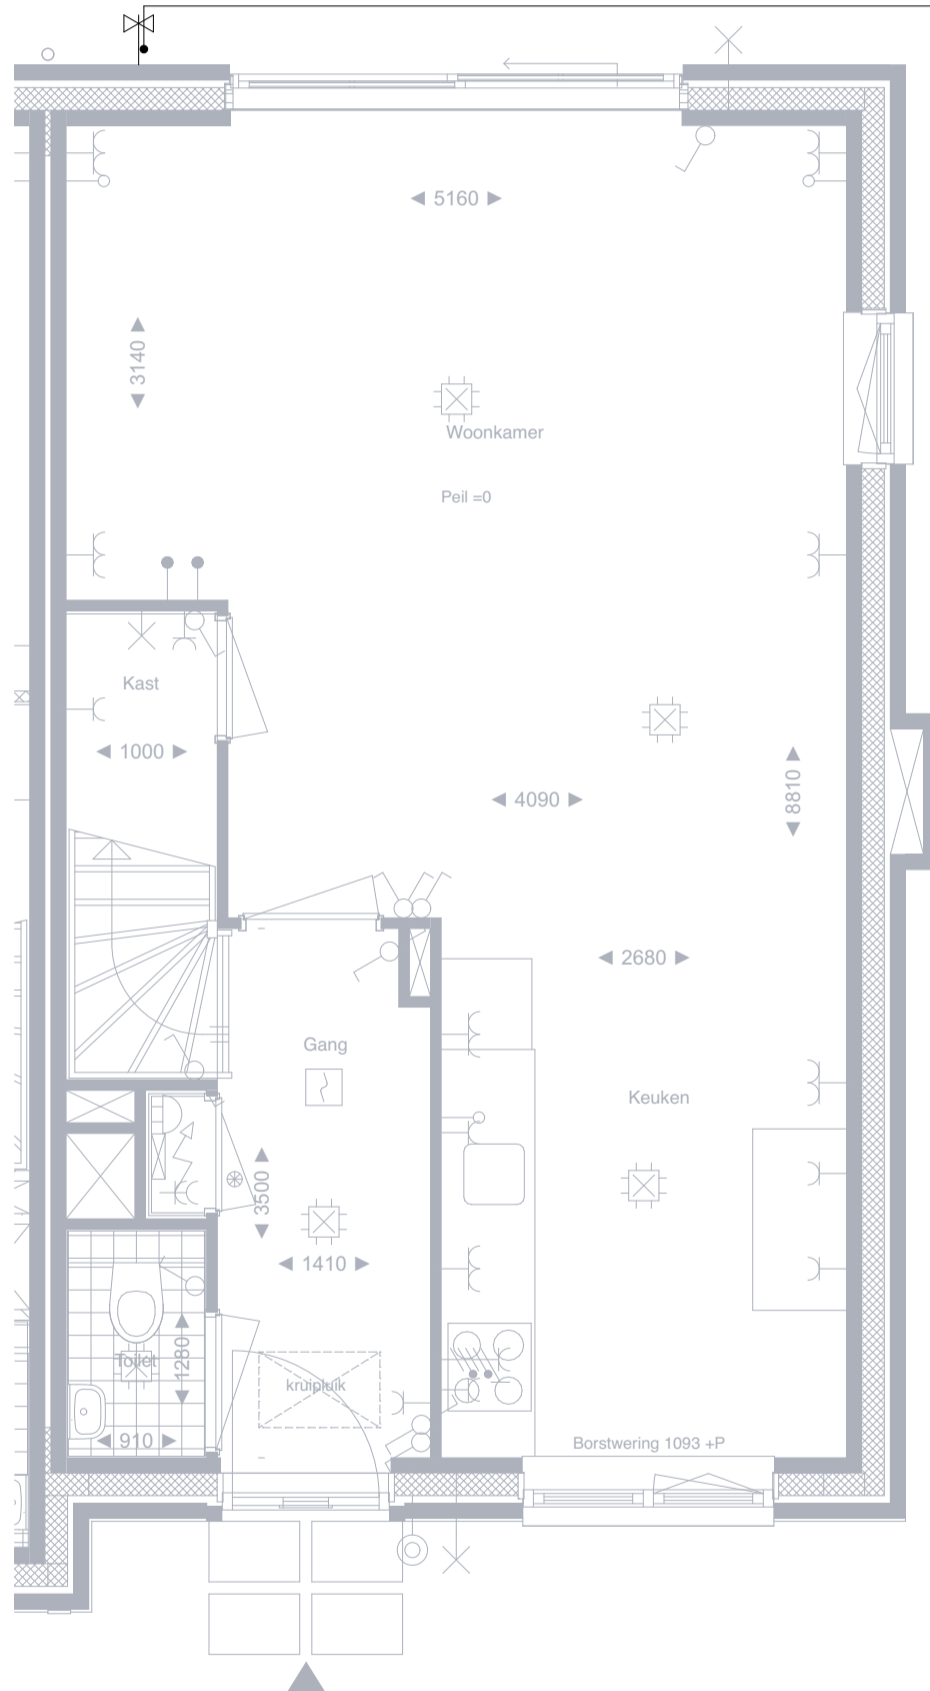 5160
3140
Woonkamer
Peil =0
Kast
1000
4090
8810
2680
Gang
Keuken
3500
1410
1280
Toilet
kruipluik
910
Borstwering 1093 +P